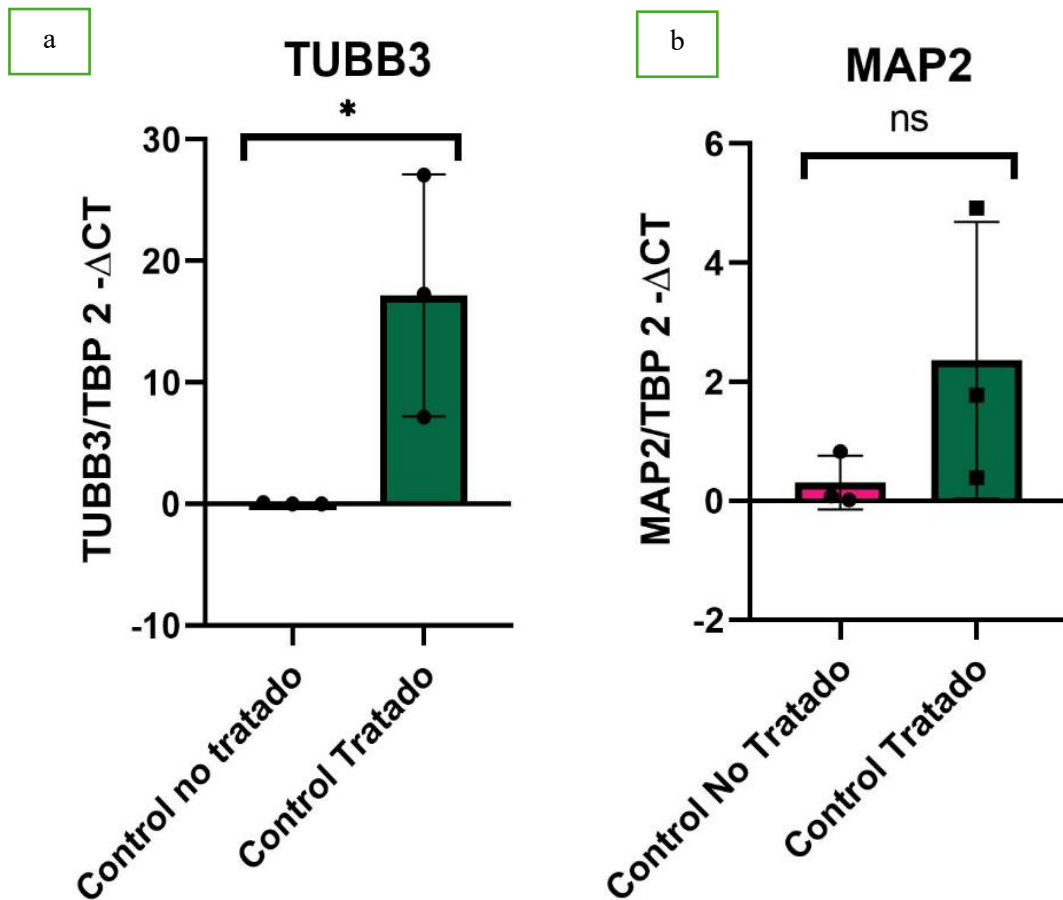 a
TUBB3
*
30
20
10
0
-10
TUBB3/TBP 2 -ΔCT
Control no tratado
Control Tratado
b
MAP2
ns
6
4
2
0
-2
MAP2/TBP 2 -ΔCT
Control No Tratado
Control Tratado